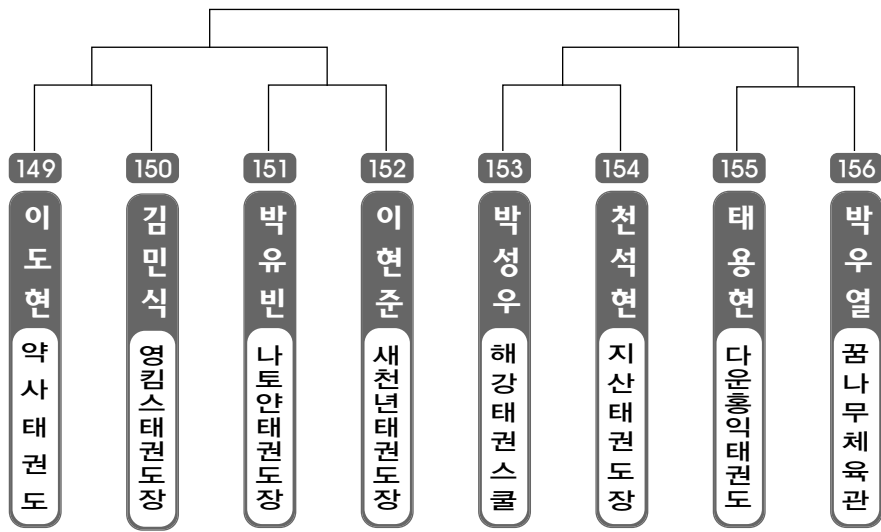 149
이도현
약사태권도
150
김민식
영킴스태권도장
151
박유빈
나토얀태권도장
152
이현준
새천년태권도장
153
박성우
해강태권스쿨
154
천석현
지산태권도장
155
태용현
다운홍익태권도
156
박우열
꿈나무체육관